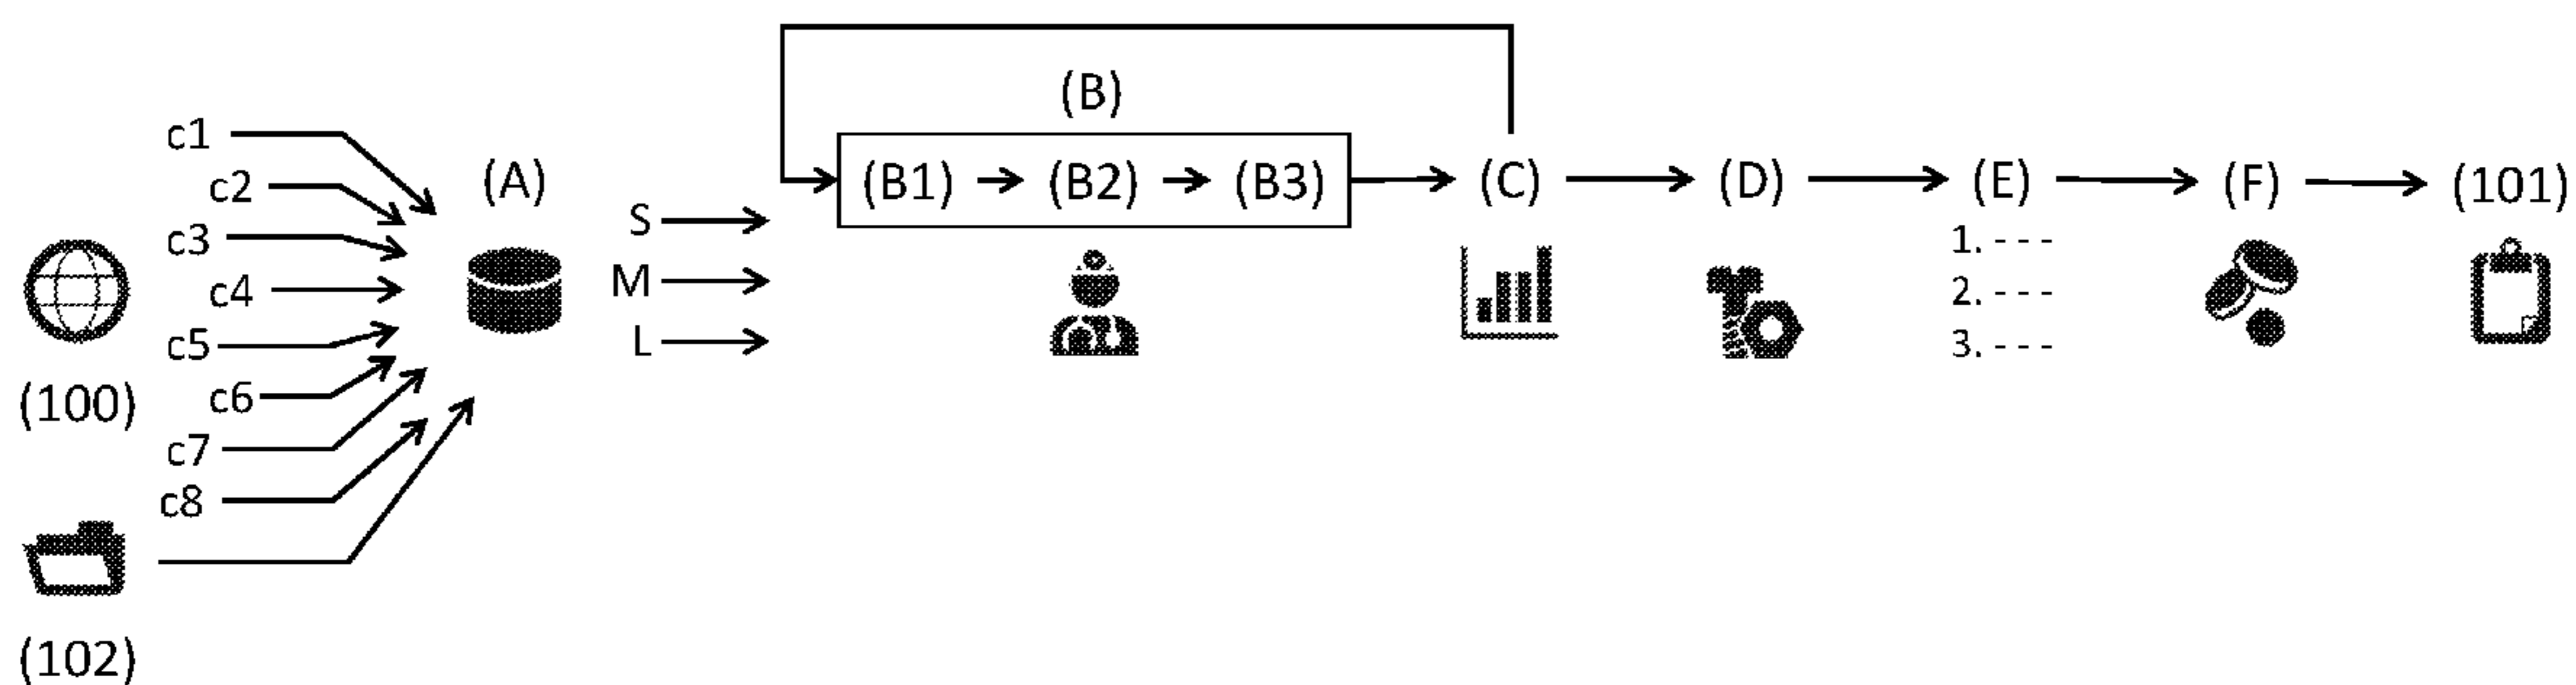 (B)
c1
c2
c3
c4
c5
c6
c7
c8
(100)
(102)
(A)
S
M
L
(B1) (B2) (B3)
(C)
(D)
(E)
1. - - -
2. - - -
3. - - -
(F)
(101)